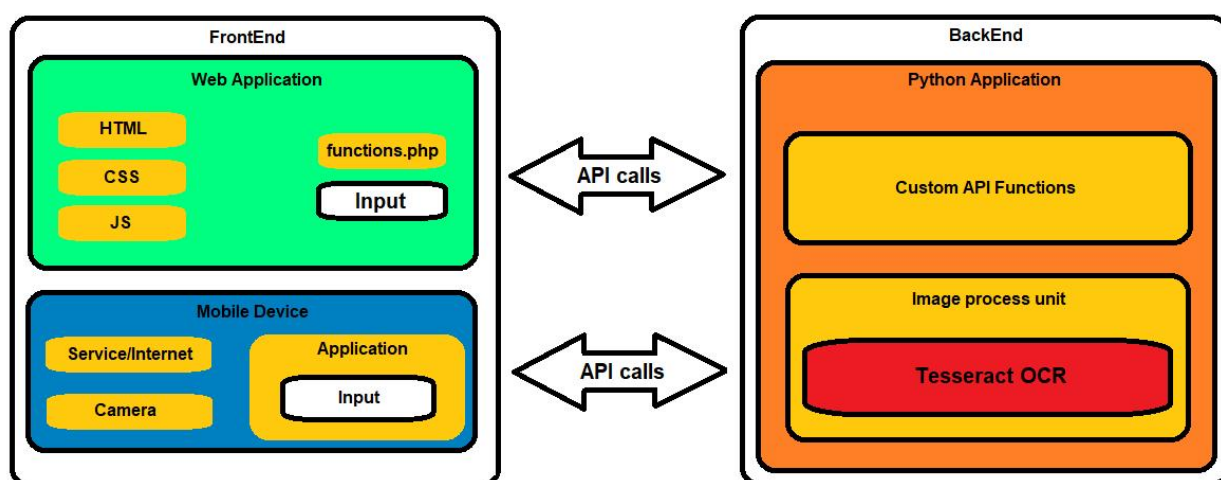 FrontEnd
Web Application
HTML
CSS
JS
functions.php
Input
Mobile Device
Service/Internet
Camera
Application
Input
API calls
API calls
BackEnd
Python Application
Custom API Functions
Image process unit
Tesseract OCR